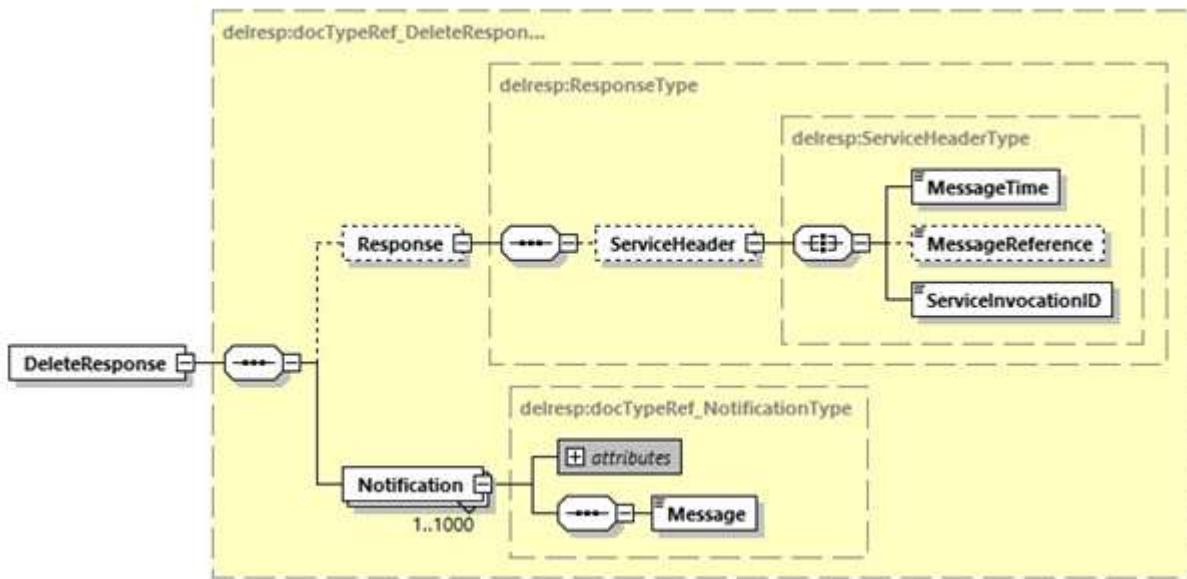 delresp:docTypeRef_DeleteRespon...
delresp:ResponseType
delresp:ServiceHeaderType
MessageTime
Response
ServiceHeader
MessageReference
ServiceInvocationID
DeleteResponse
delresp:docTypeRef_NotificationType
attributes
Notification
Message
1..1000